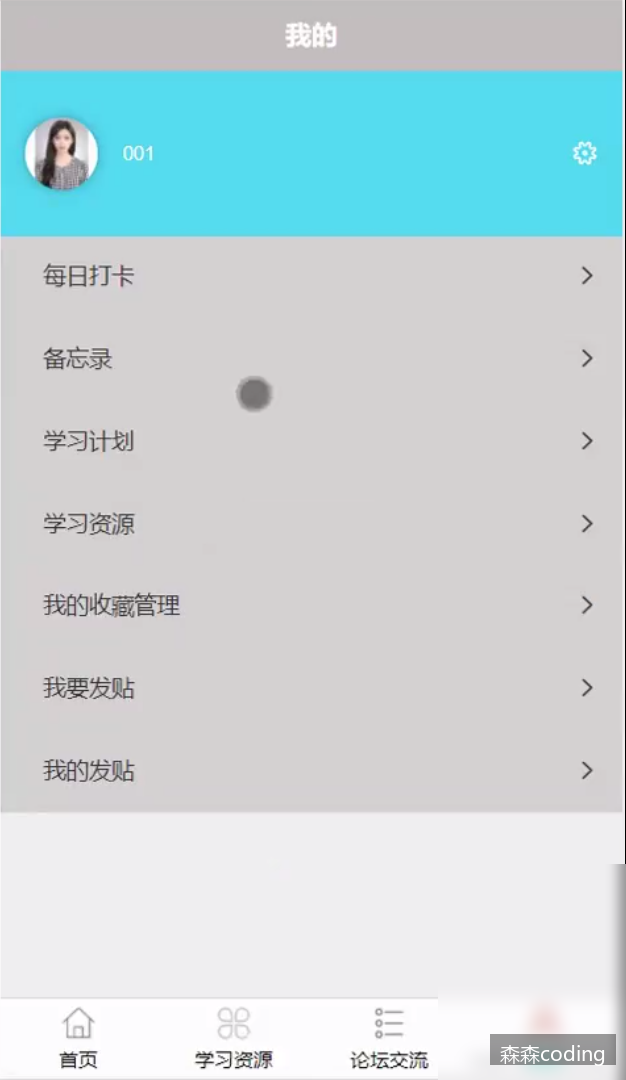 我的
001
每日打卡
备忘录
学习计划
学习资源
我的收藏管理
我要发贴
我的发贴
首页
学习资源
论坛交流
森森coding